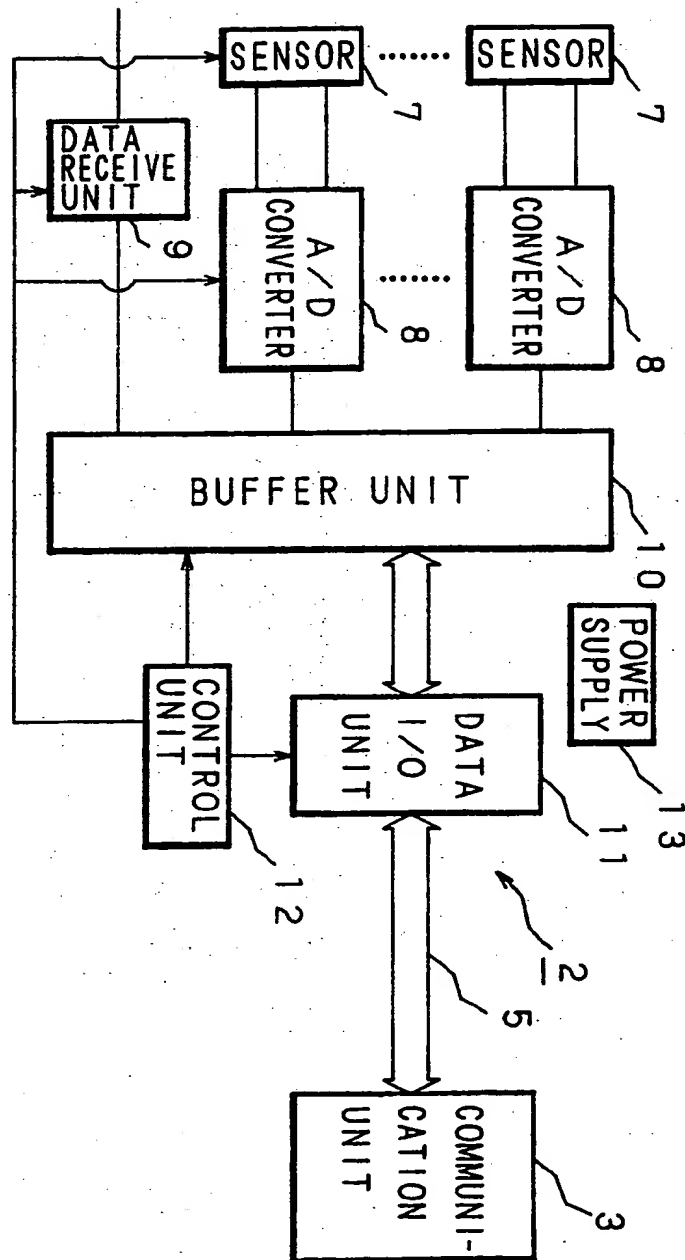 SENSOR
7
SENSOR
7
DATA
RECEIVE
UNIT
9
A/D
CONVERTER
8
A/D
CONVERTER
8
BUFFER UNIT
10
POWER
SUPPLY
13
CONTROL
UNIT
12
DATA
I/O
UNIT
11
2
5
COMMUNI-
CATION
UNIT
3